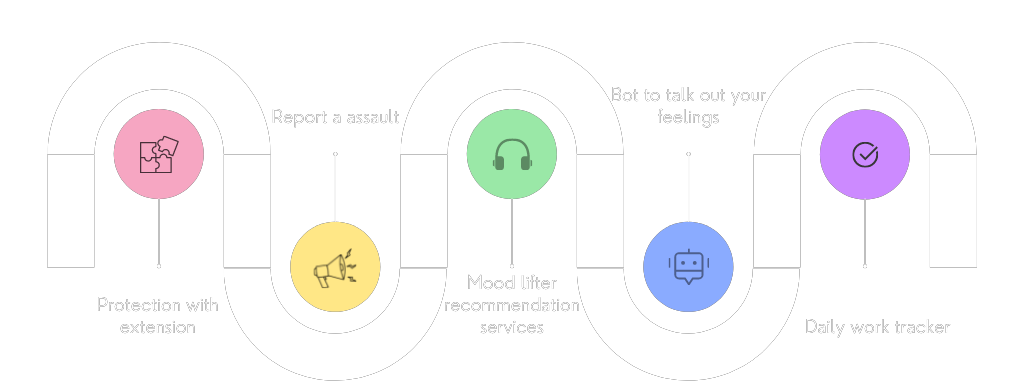 Protection with
extension
Report a assault
Mood lifter
recommendation
services
Bot to talk out your
feelings
Daily work tracker